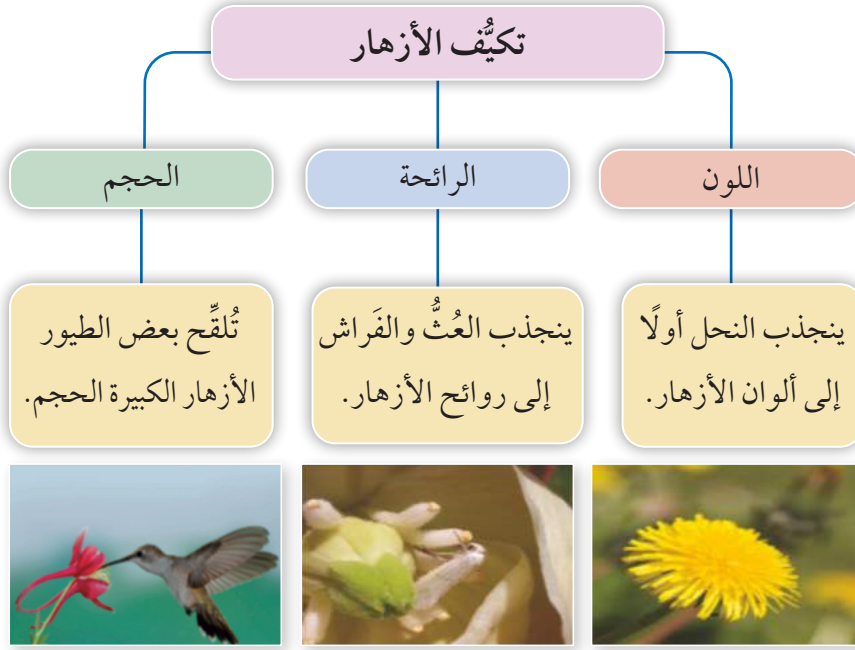 تكيُّف الأزهار
اللون
الرائحة
الحجم
ينجذب النحل أولًا
إلى ألوان الأزهار.
ينجذب العُثُّ والفَراش
إلى روائح الأزهار.
تُلقِّح بعض الطيور
الأزهار الكبيرة الحجم.